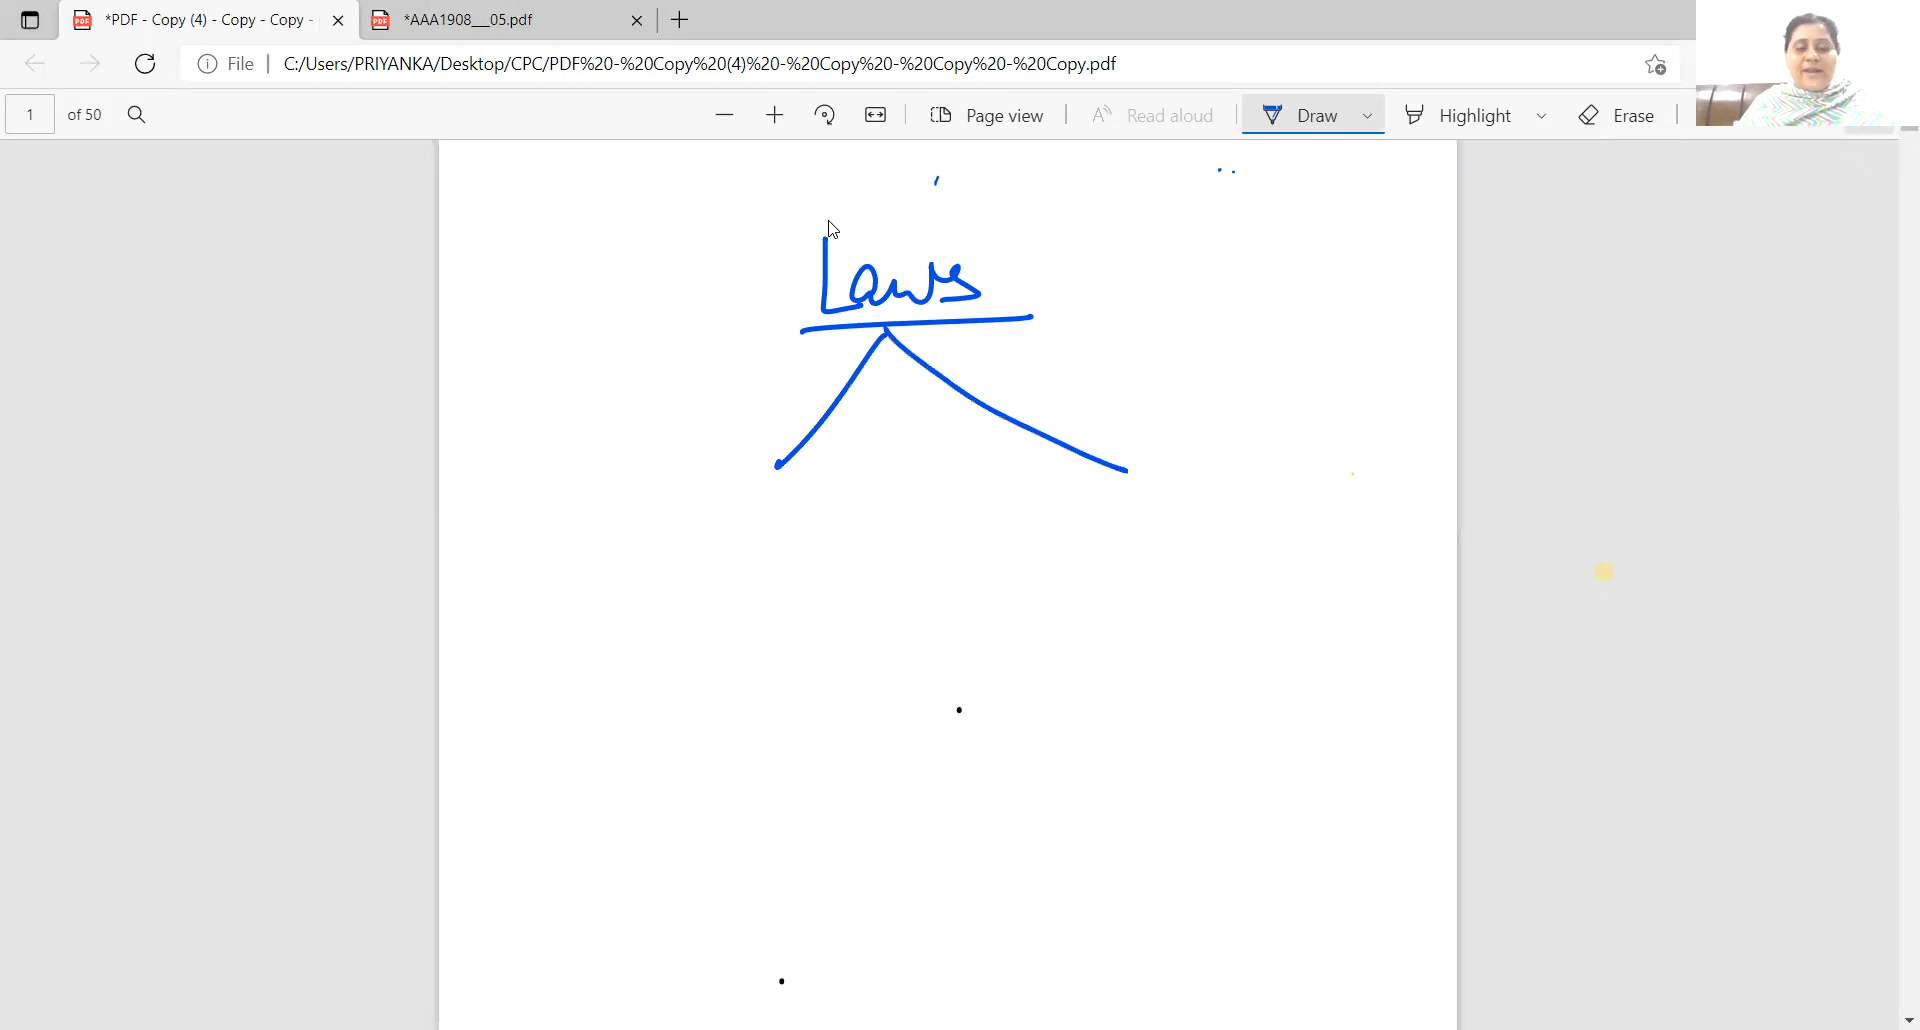 *PDF - Copy (4) - Copy - Copy -
*AAA1908___05.pdf
File
C:/Users/PRIYANKA/Desktop/CPC/PDF%20-%20Copy%20(4)%20-%20Copy%20-%20Copy%20-%20Copy.pdf
1 of 50
Page view
Read aloud
Draw
Highlight
Erase
Laws